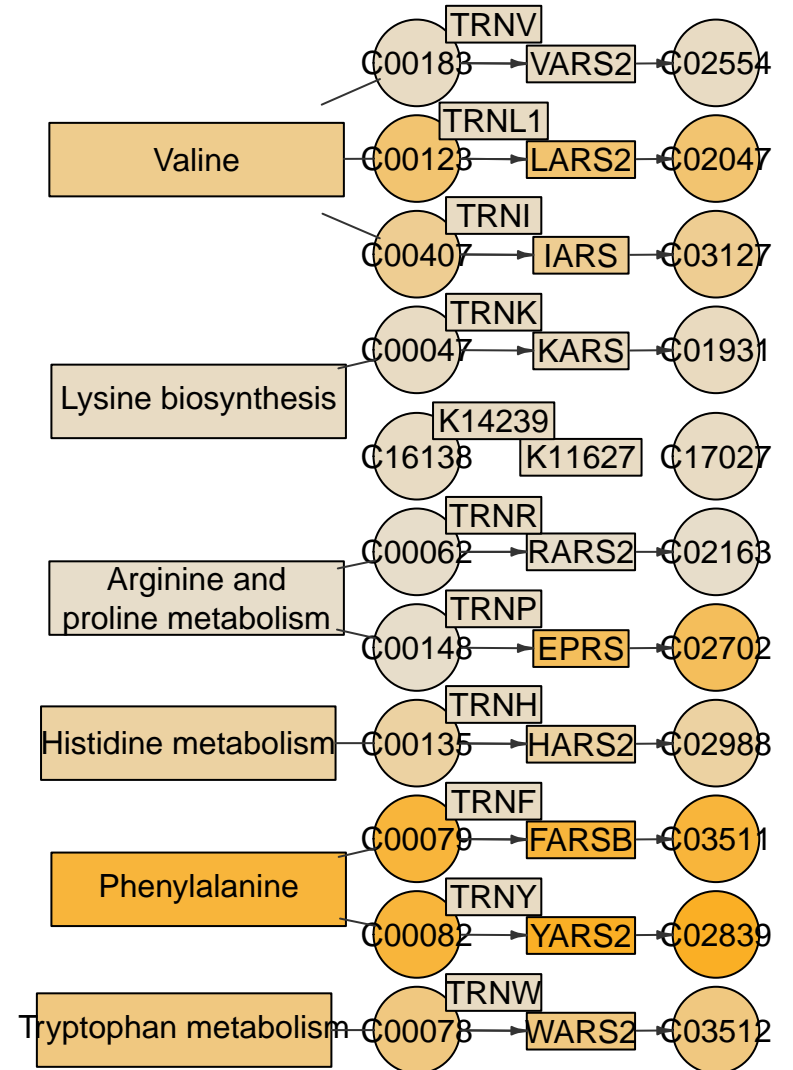 TRNV
C00183
VARS2
C02554
Valine
TRNL1
C00123
LARS2
C02047
TRNI
C00407
IARS
C03127
TRNK
C00047
KARS
C01931
Lysine biosynthesis
K14239
C16138
K11627
C17027
TRNR
C00062
RARS2
C02163
Arginine and
proline metabolism
TRNP
C00148
EPRS
C02702
TRNH
Histidine metabolism
C00135
HARS2
C02988
TRNF
C00079
FARSB
C03511
Phenylalanine
TRNY
C00082
YARS2
C02839
TRNW
Tryptophan metabolism
C00078
WARS2
C03512